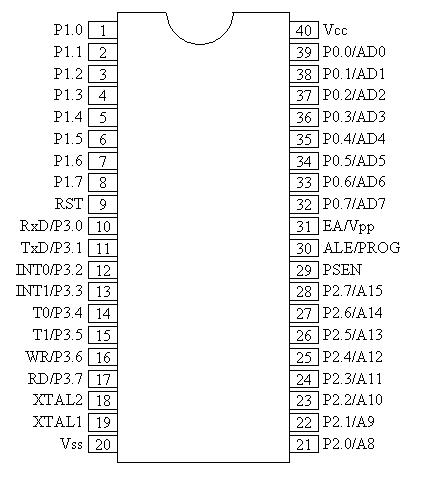 P1.0 1 40 Vcc
P1.1 2 39 P0.0/AD0
P1.2 3 38 P0.1/AD1
P1.3 4 37 P0.2/AD2
P1.4 5 36 P0.3/AD3
P1.5 6 35 P0.4/AD4
P1.6 7 34 P0.5/AD5
P1.7 8 33 P0.6/AD6
RST 9 32 P0.7/AD7
RxD/P3.0 10 31 EA/Vpp
TxD/P3.1 11 30 ALE/PROG
INT0/P3.2 12 29 PSEN
INT1/P3.3 13 28 P2.7/A15
T0/P3.4 14 27 P2.6/A14
T1/P3.5 15 26 P2.5/A13
WR/P3.6 16 25 P2.4/A12
RD/P3.7 17 24 P2.3/A11
XTAL2 18 23 P2.2/A10
XTAL1 19 22 P2.1/A9
Vss 20 21 P2.0/A8